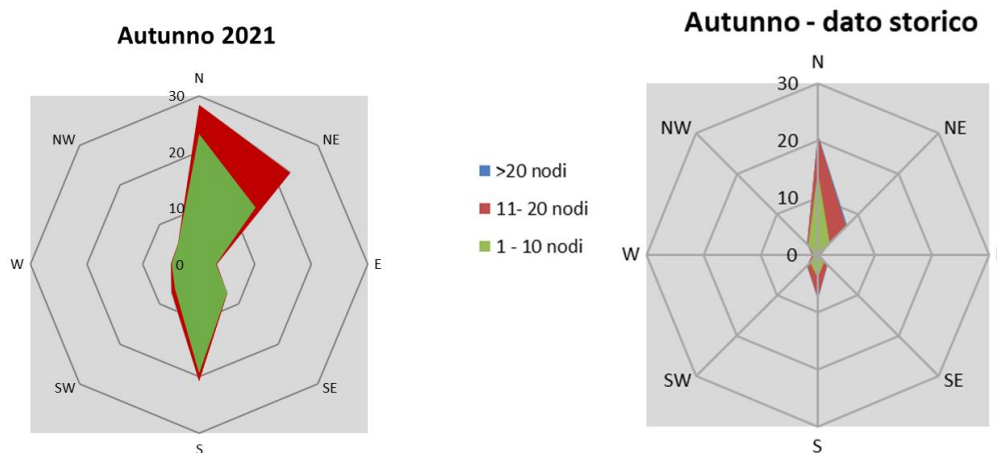 Autunno 2021
N
30
NW
NE
20
10
W
0
E
SW
SE
S
>20 nodi
11- 20 nodi
1 - 10 nodi
Autunno - dato storico
N
30
NW
NE
20
10
W
0
SW
SE
S